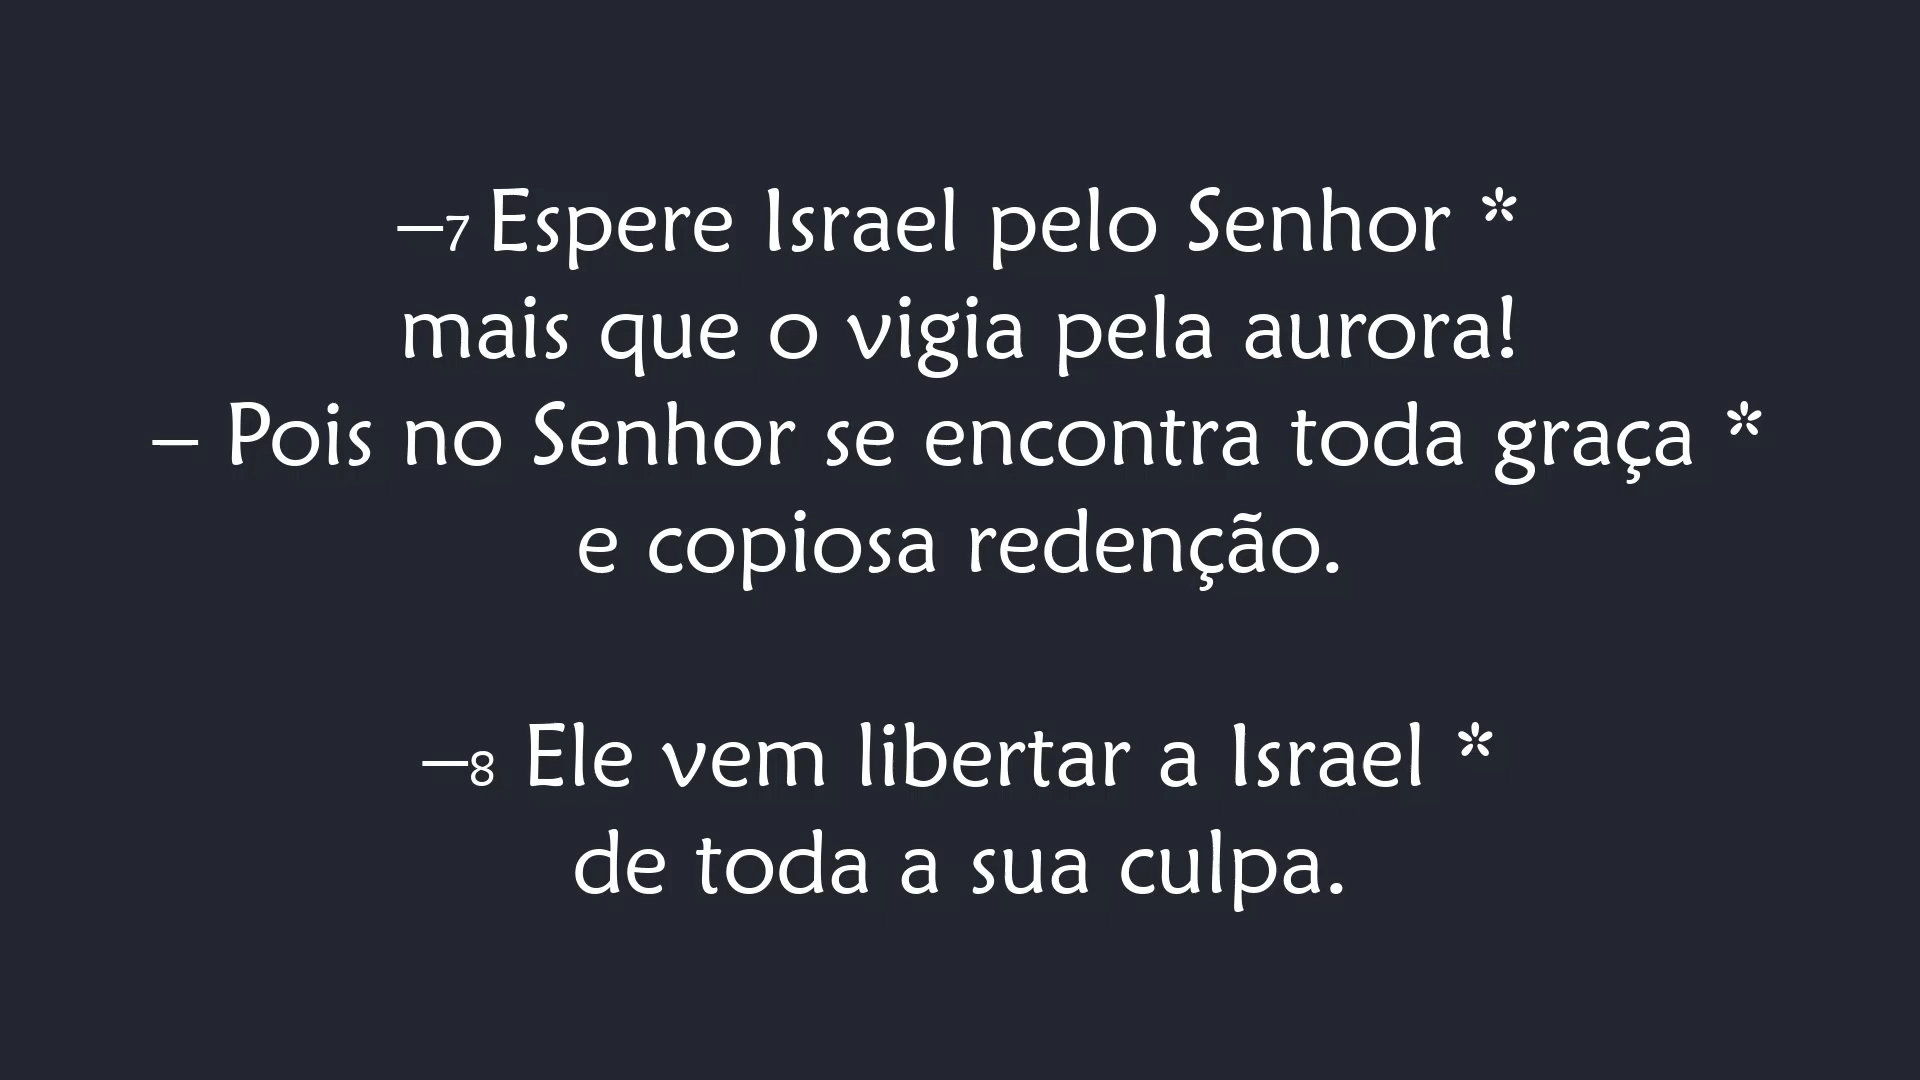 –7 Espere Israel pelo Senhor *
mais que o vigia pela aurora!
– Pois no Senhor se encontra toda graça *
e copiosa redenção.
–8 Ele vem libertar a Israel *
de toda a sua culpa.